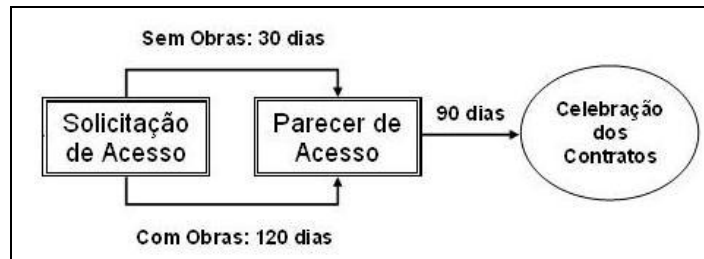 Sem Obras: 30 dias
Solicitação
de Acesso
Parecer de
Acesso
90 dias
Celebração
dos
Contratos
Com Obras: 120 dias